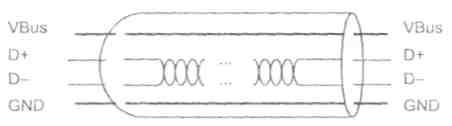 VBus VBus
D+ D+
D− D−
GND GND